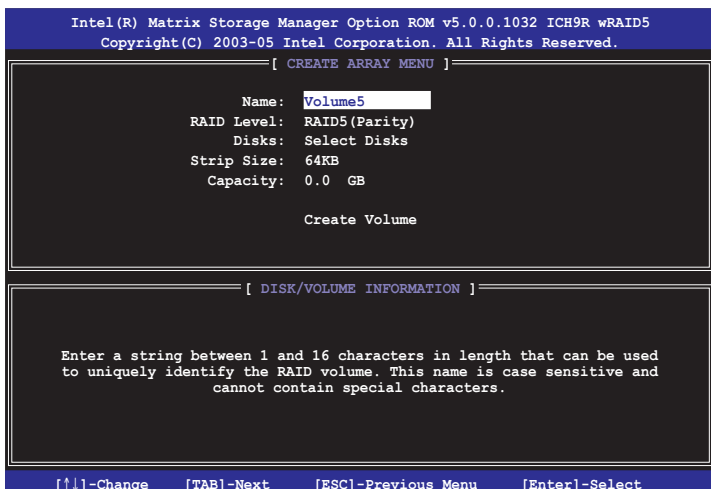 Intel(R) Matrix Storage Manager Option ROM v5.0.0.1032 ICH9R wRAID5
Copyright(C) 2003-05 Intel Corporation. All Rights Reserved.
[ CREATE ARRAY MENU ]
Name: Volume5
RAID Level: RAID5(Parity)
Disks: Select Disks
Strip Size: 64KB
Capacity: 0.0 GB
Create Volume
[ DISK/VOLUME INFORMATION ]
Enter a string between 1 and 16 characters in length that can be used
to uniquely identify the RAID volume. This name is case sensitive and
cannot contain special characters.
[↑↓]-Change [TAB]-Next [ESC]-Previous Menu [Enter]-Select